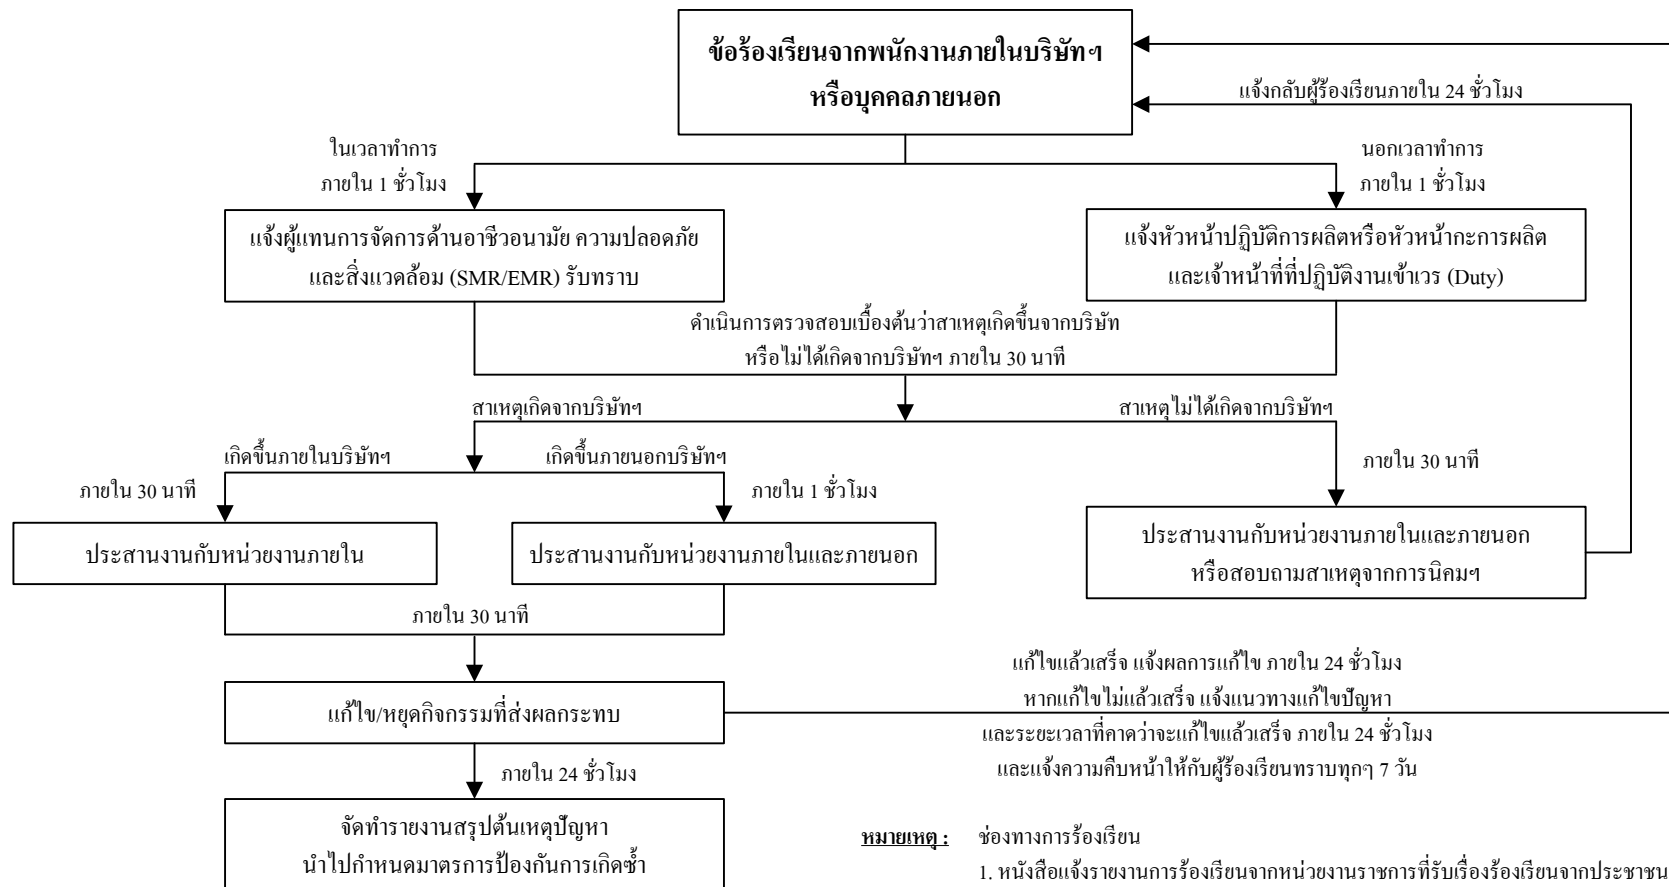 ข้อร้องเรียนจากพนักงานภายในบริษัทฯ
หรือบุคคลภายนอก
แจ้งกลับผู้ร้องเรียนภายใน 24 ชั่วโมง
ในเวลาทำการ
ภายใน 1 ชั่วโมง
นอกเวลาทำการ
ภายใน 1 ชั่วโมง
แจ้งผู้แทนการจัดการด้านอาชีวอนามัย ความปลอดภัย
และสิ่งแวดล้อม (SMR/EMR) รับทราบ
แจ้งหัวหน้าปฏิบัติการผลิตหรือหัวหน้ากะการผลิต
และเจ้าหน้าที่ที่ปฏิบัติงานเข้าเวร (Duty)
ดำเนินการตรวจสอบเบื้องต้นว่าสาเหตุเกิดขึ้นจากบริษัท
หรือไม่ได้เกิดจากบริษัทฯ ภายใน 30 นาที
สาเหตุเกิดจากบริษัทฯ
สาเหตุไม่ได้เกิดจากบริษัทฯ
เกิดขึ้นภายในบริษัทฯ
เกิดขึ้นภายนอกบริษัทฯ
ภายใน 30 นาที
ภายใน 30 นาที
ภายใน 1 ชั่วโมง
ประสานงานกับหน่วยงานภายใน
ประสานงานกับหน่วยงานภายในและภายนอก
ประสานงานกับหน่วยงานภายในและภายนอก
หรือสอบถามสาเหตุจากการนิคมฯ
ภายใน 30 นาที
แก้ไข/หยุดกิจกรรมที่ส่งผลกระทบ
แก้ไขแล้วเสร็จ แจ้งผลการแก้ไข ภายใน 24 ชั่วโมง
หากแก้ไขไม่แล้วเสร็จ แจ้งแนวทางแก้ไขปัญหา
และระยะเวลาที่คาดว่าจะแก้ไขแล้วเสร็จ ภายใน 24 ชั่วโมง
และแจ้งความคืบหน้าให้กับผู้ร้องเรียนทราบทุกๆ 7 วัน
ภายใน 24 ชั่วโมง
จัดทำรายงานสรุปต้นเหตุปัญหา
นำไปกำหนดมาตรการป้องกันการเกิดซ้ำ
หมายเหตุ : ช่องทางการร้องเรียน
1. หนังสือแจ้งรายงานการร้องเรียนจากหน่วยงานราชการที่รับเรื่องร้องเรียนจากประชาชน